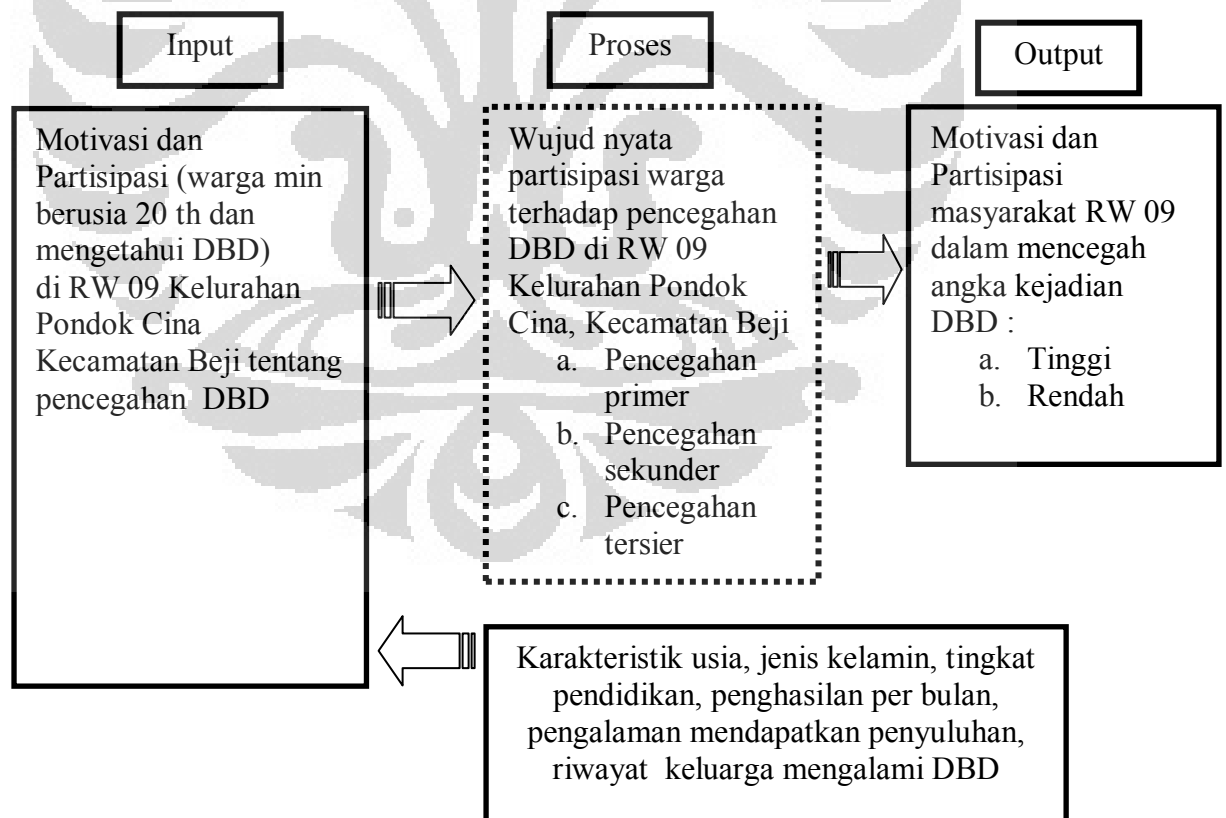 Input
Proses
Output
Motivasi dan
Partisipasi (warga min
berusia 20 th dan
mengetahui DBD)
di RW 09 Kelurahan
Pondok Cina
Kecamatan Beji tentang
pencegahan DBD
Wujud nyata
partisipasi warga
terhadap pencegahan
DBD di RW 09
Kelurahan Pondok
Cina, Kecamatan Beji
a. Pencegahan
primer
b. Pencegahan
sekunder
c. Pencegahan
tersier
Motivasi dan
Partisipasi
masyarakat RW 09
dalam mencegah
angka kejadian
DBD :
a. Tinggi
b. Rendah
Karakteristik usia, jenis kelamin, tingkat
pendidikan, penghasilan per bulan,
pengalaman mendapatkan penyuluhan,
riwayat keluarga mengalami DBD